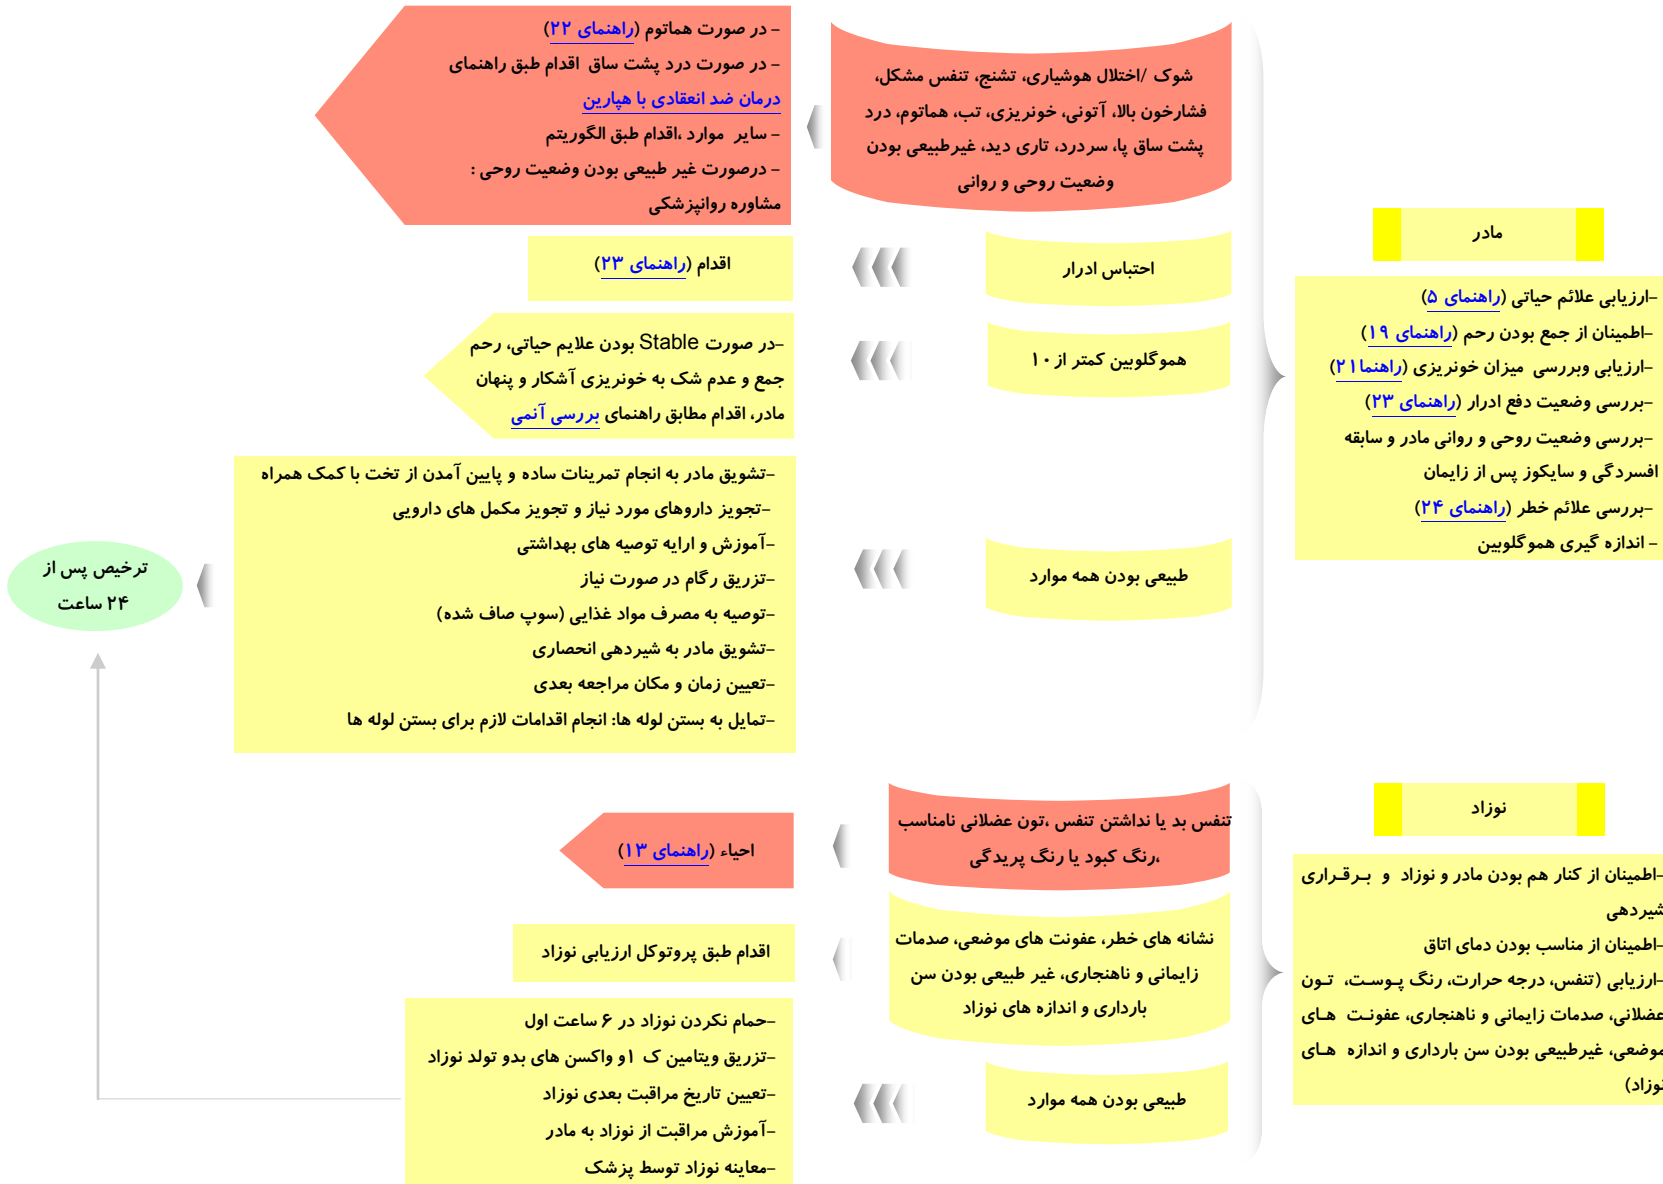 مادر
-ارزیابی علائم حیاتی (راهنمای ۵)
-اطمینان از جمع بودن رحم (راهنمای ۱۹)
-ارزیابی وبررسی میزان خونریزی (راهنما۲۱)
-بررسی وضعیت دفع ادرار (راهنمای ۲۳)
-بررسی وضعیت روحی و روانی مادر و سابقه
افسردگی و سایکوز پس از زایمان
-بررسی علائم خطر (راهنمای ۲۴)
- اندازه گیری هموگلوبین
شوک /اختلال هوشیاری، تشنج، تنفس مشکل،
فشارخون بالا، آتونی، خونریزی، تب، هماتوم، درد
پشت ساق پا، سردرد، تاری دید، غیرطبیعی بودن
وضعیت روحی و روانی
- در صورت هماتوم (راهنمای ۲۲)
- در صورت درد پشت ساق اقدام طبق راهنمای
درمان ضد انعقادی با هپارین
- سایر موارد ،اقدام طبق الگوریتم
- درصورت غیر طبیعی بودن وضعیت روحی :
مشاوره روانپزشکی
احتباس ادرار
اقدام (راهنمای ۲۳)
هموگلوبین کمتر از ۱۰
-در صورت Stable بودن علایم حیاتی، رحم
جمع و عدم شک به خونریزی آشکار و پنهان
مادر، اقدام مطابق راهنمای بررسی آنمی
طبیعی بودن همه موارد
-تشویق مادر به انجام تمرینات ساده و پایین آمدن از تخت با کمک همراه
-تجویز داروهای مورد نیاز و تجویز مکمل های دارویی
-آموزش و ارایه توصیه های بهداشتی
-تزریق رگام در صورت نیاز
-توصیه به مصرف مواد غذایی (سوپ صاف شده)
-تشویق مادر به شیردهی انحصاری
-تعیین زمان و مکان مراجعه بعدی
-تمایل به بستن لوله ها: انجام اقدامات لازم برای بستن لوله ها
ترخیص پس از
۲۴ ساعت
نوزاد
-اطمینان از کنار هم بودن مادر و نوزاد و بـرقـراری
شیردهی
-اطمینان از مناسب بودن دمای اتاق
-ارزیابی (تنفس، درجه حرارت، رنگ پـوسـت، تـون
عضلانی، صدمات زایمانی و ناهنجاری، عفونـت هـای
موضعی، غیرطبیعی بودن سن بارداری و اندازه هـای
نوزاد)
تنفس بد یا نداشتن تنفس ،تون عضلانی نامناسب
،رنگ کبود یا رنگ پریدگی
احیاء (راهنمای ۱۳)
نشانه های خطر، عفونت های موضعی، صدمات
زایمانی و ناهنجاری، غیر طبیعی بودن سن
بارداری و اندازه های نوزاد
اقدام طبق پروتوکل ارزیابی نوزاد
طبیعی بودن همه موارد
-حمام نکردن نوزاد در ۶ ساعت اول
-تزریق ویتامین ک ۱و واکسن های بدو تولد نوزاد
-تعیین تاریخ مراقبت بعدی نوزاد
-آموزش مراقبت از نوزاد به مادر
-معاینه نوزاد توسط پزشک